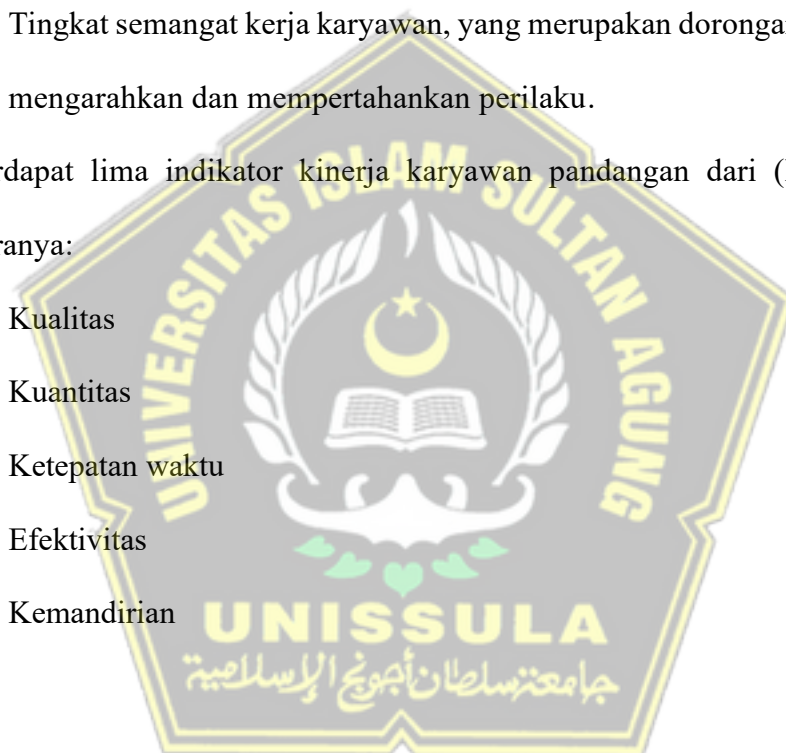 Tingkat semangat kerja karyawan, yang merupakan dorongan
mengarahkan dan mempertahankan perilaku.
rdapat lima indikator kinerja karyawan pandangan dari (
ranya:
Kualitas
Kuantitas
Ketepatan waktu
Efektivitas
Kemandirian
UNIVERSITAS ISLAM SULTAN AGUNG
UNISSULA
جامعة سلطان أجونج الإسلامية